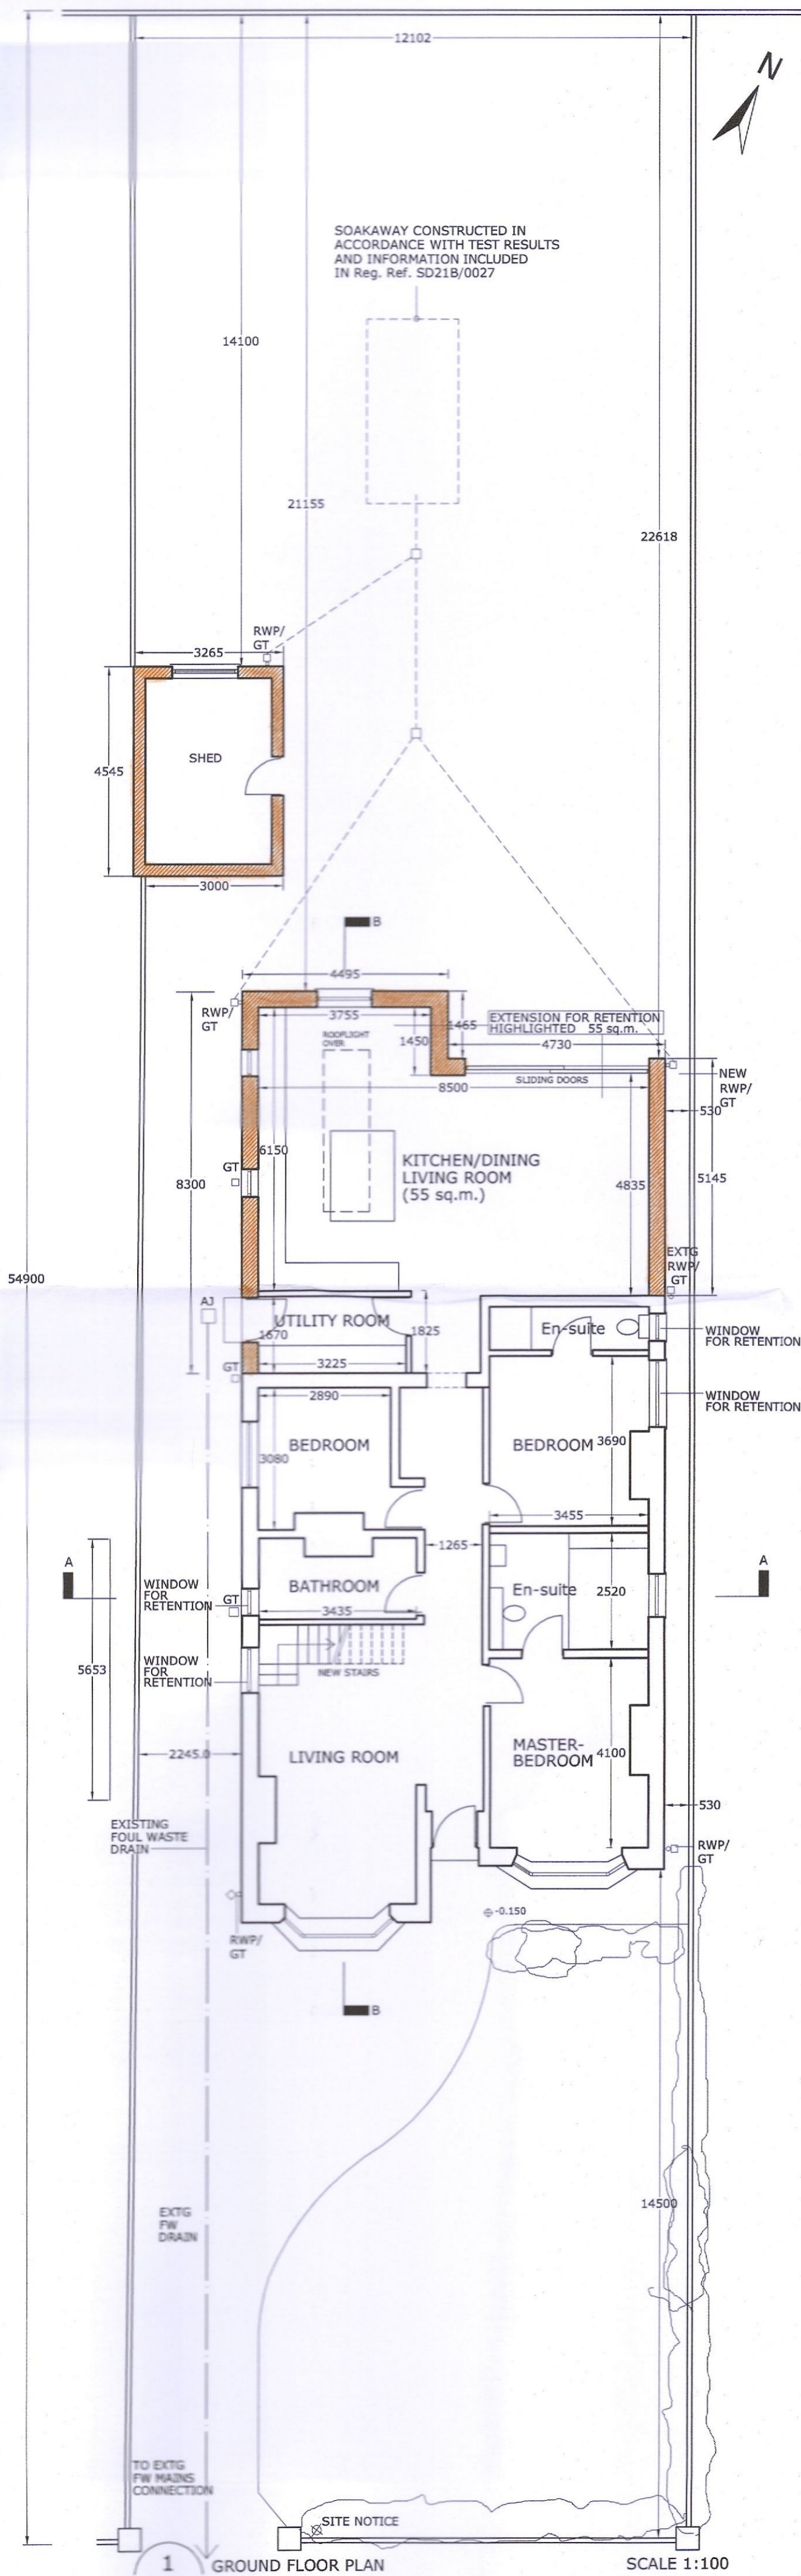 12102
N
SOAKAWAY CONSTRUCTED IN
ACCORDANCE WITH TEST RESULTS
AND INFORMATION INCLUDED
IN Reg. Ref. SD21B/0027
14100
21155
22618
RWP/
GT
3265
SHED
4545
3000
B
4495
RWP/
GT
3755
1465
EXTENSION FOR RETENTION
HIGHLIGHTED 55 sq.m.
ROOFLIGHT
OVER
1450
4730
SLIDING DOORS
8500
NEW
RWP/
GT
530
6150
GT
KITCHEN/DINING
LIVING ROOM
(55 sq.m.)
8300
4835
5145
54900
EXTG
RWP/
GT
AJ
UTILITY ROOM
1670
1825
En-suite
WINDOW
FOR RETENTION
3225
GT
2890
WINDOW
FOR RETENTION
BEDROOM
3080
BEDROOM
3690
3455
1265
A
A
WINDOW
FOR
RETENTION
GT
BATHROOM
3435
En-suite
2520
WINDOW
FOR
RETENTION
5653
NEW STAIRS
2245.0
LIVING ROOM
MASTER-
BEDROOM
4100
530
EXISTING
FOUL WASTE
DRAIN
RWP/
GT
-0.150
RWP/
GT
B
14500
EXTG
FW
DRAIN
TO EXTG
FW MAINS
CONNECTION
SITE NOTICE
1
GROUND FLOOR PLAN
SCALE 1:100